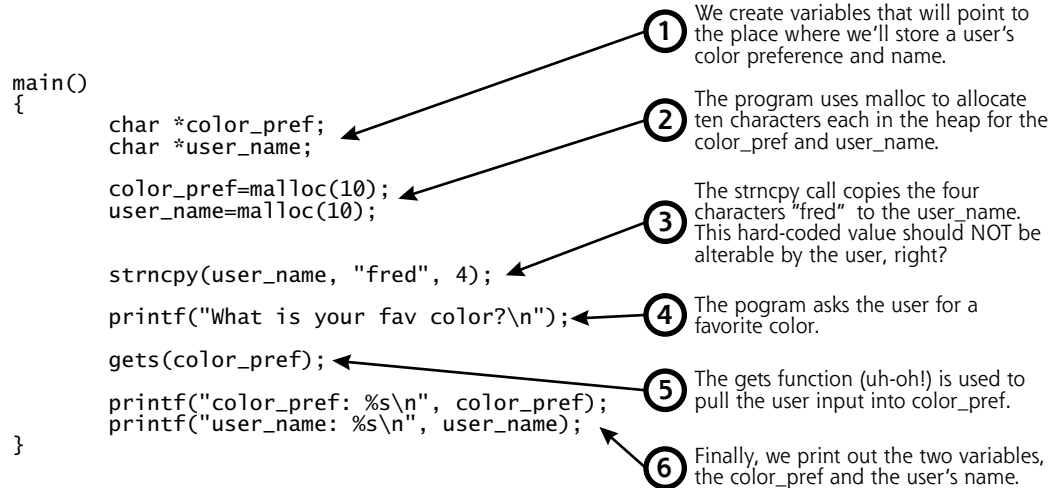 main()
{
char *color_pref;
char *user_name;
color_pref=malloc(10);
user_name=malloc(10);
strncpy(user_name, "fred", 4);
printf("What is your fav color?\n");
gets(color_pref);
printf("color_pref: %s\n", color_pref);
printf("user_name: %s\n", user_name);
}
1
We create variables that will point to
the place where we'll store a user's
color preference and name.
2
The program uses malloc to allocate
ten characters each in the heap for the
color_pref and user_name.
3
The strncpy call copies the four
characters "fred" to the user_name.
This hard-coded value should NOT be
alterable by the user, right?
4
The pogram asks the user for a
favorite color.
5
The gets function (uh-oh!) is used to
pull the user input into color_pref.
6
Finally, we print out the two variables,
the color_pref and the user's name.